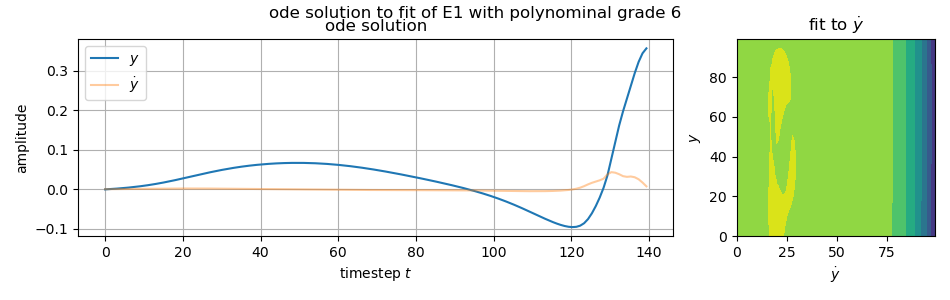 ode solution to fit of E1 with polynominal grade 6
ode solution
fit to ẏ
y
ẏ
amplitude
0.3
0.2
0.1
0.0
−0.1
0 20 40 60 80 100 120 140
timestep t
y
80
60
40
20
0
0 25 50 75
ẏ